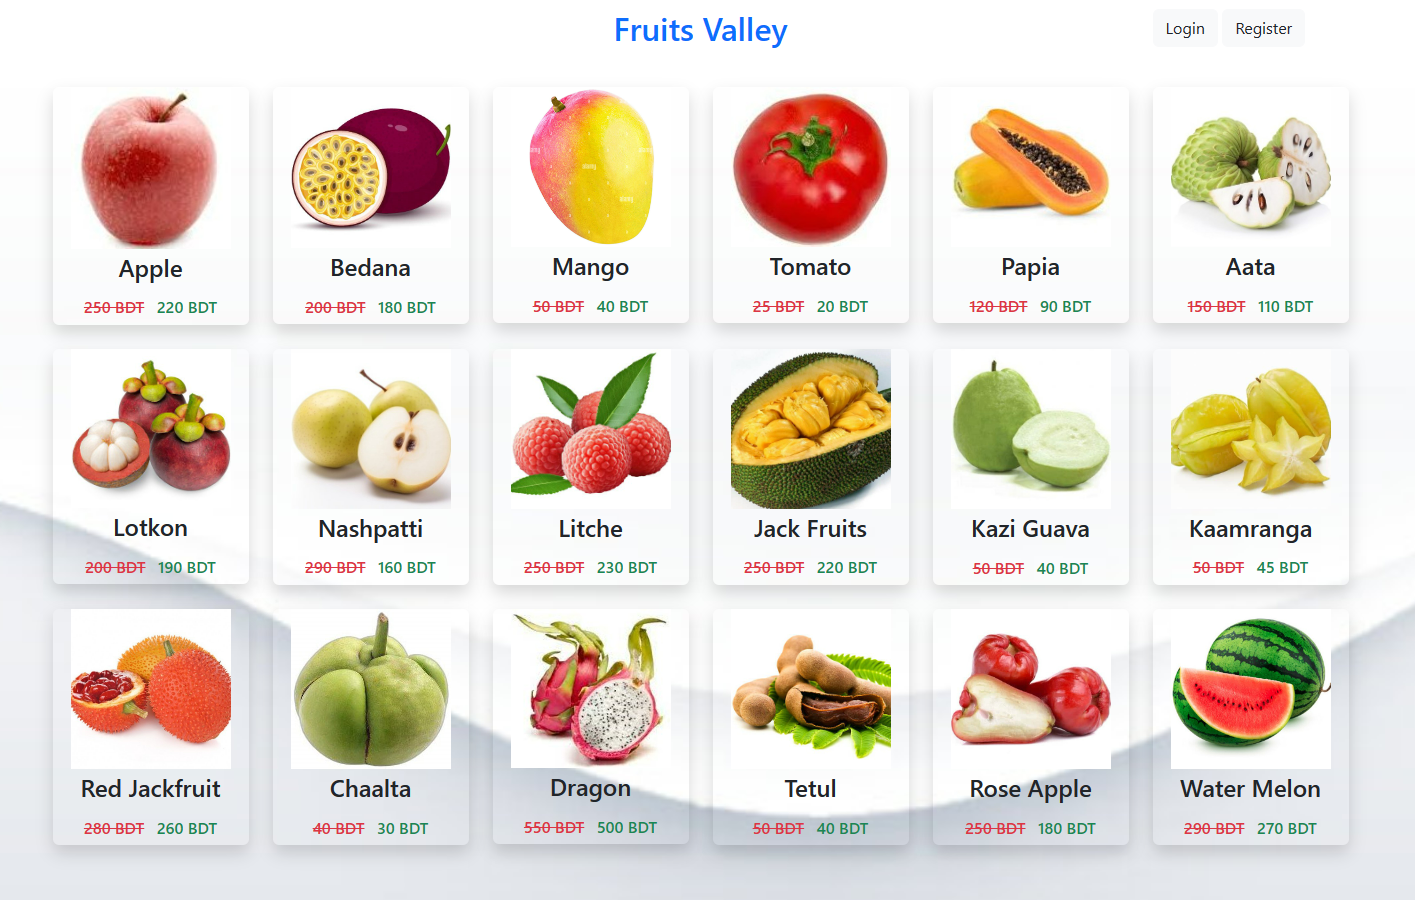 Fruits Valley
Login Register
Apple
250 BDT 220 BDT
Bedana
200 BDT 180 BDT
Mango
50 BDT 40 BDT
Tomato
25 BDT 20 BDT
Papia
120 BDT 90 BDT
Aata
150 BDT 110 BDT
Lotkon
200 BDT 190 BDT
Nashpatti
290 BDT 160 BDT
Litche
250 BDT 230 BDT
Jack Fruits
250 BDT 220 BDT
Kazi Guava
50 BDT 40 BDT
Kaamranga
50 BDT 45 BDT
Red Jackfruit
280 BDT 260 BDT
Chaalta
40 BDT 30 BDT
Dragon
550 BDT 500 BDT
Tetul
50 BDT 40 BDT
Rose Apple
250 BDT 180 BDT
Water Melon
290 BDT 270 BDT